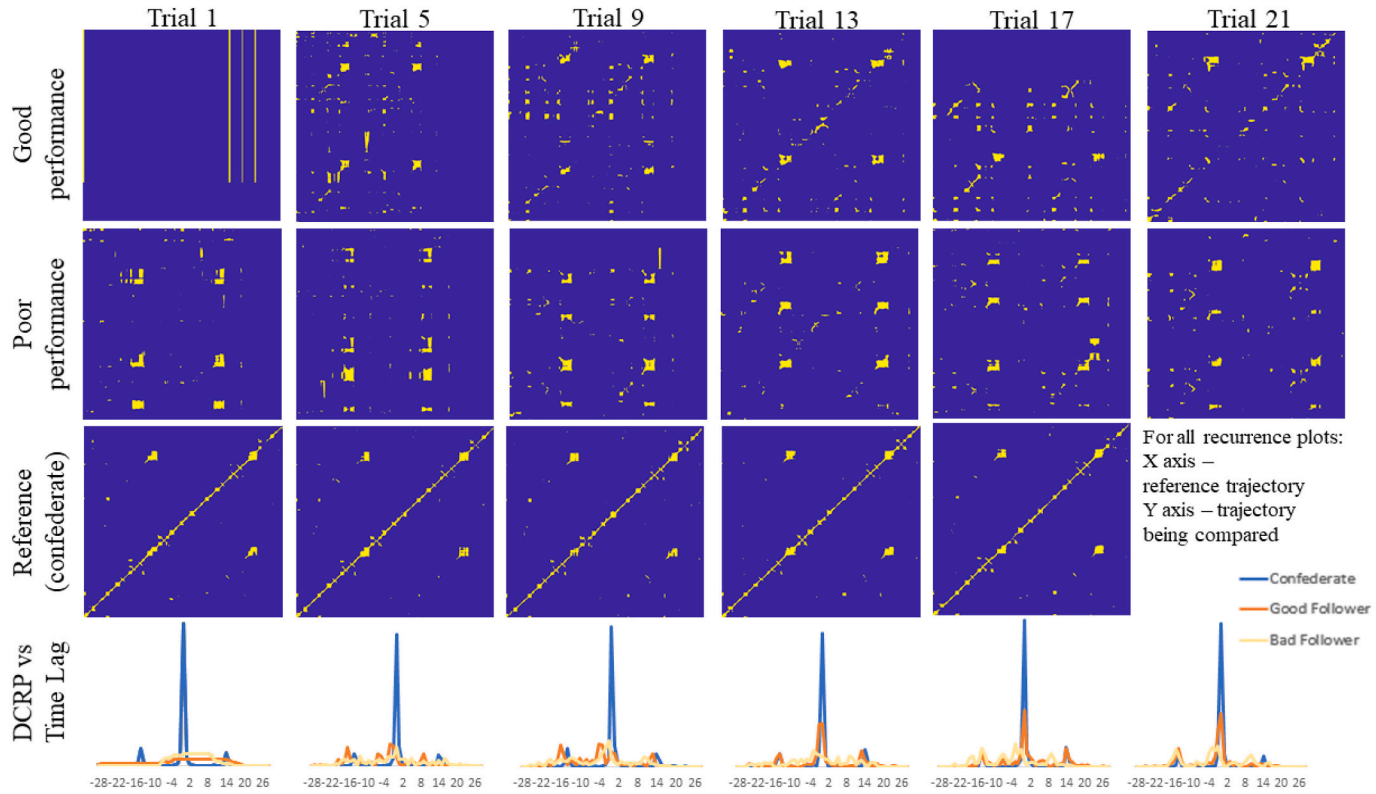 Trial 1 Trial 5 Trial 9 Trial 13 Trial 17 Trial 21
Good
performance
Poor
performance
Reference
(confederate)
For all recurrence plots:
X axis –
reference trajectory
Y axis – trajectory
being compared
Confederate
Good Follower
Bad Follower
DCRP vs
Time Lag
-28-22-16-10 -4 2 8 14 20 26
-28-22-16-10 -4 2 8 14 20 26
-28-22-16-10 -4 2 8 14 20 26
-28-22-16-10 -4 2 8 14 20 26
-28-22-16-10 -4 2 8 14 20 26
-28-22-16-10 -4 2 8 14 20 26